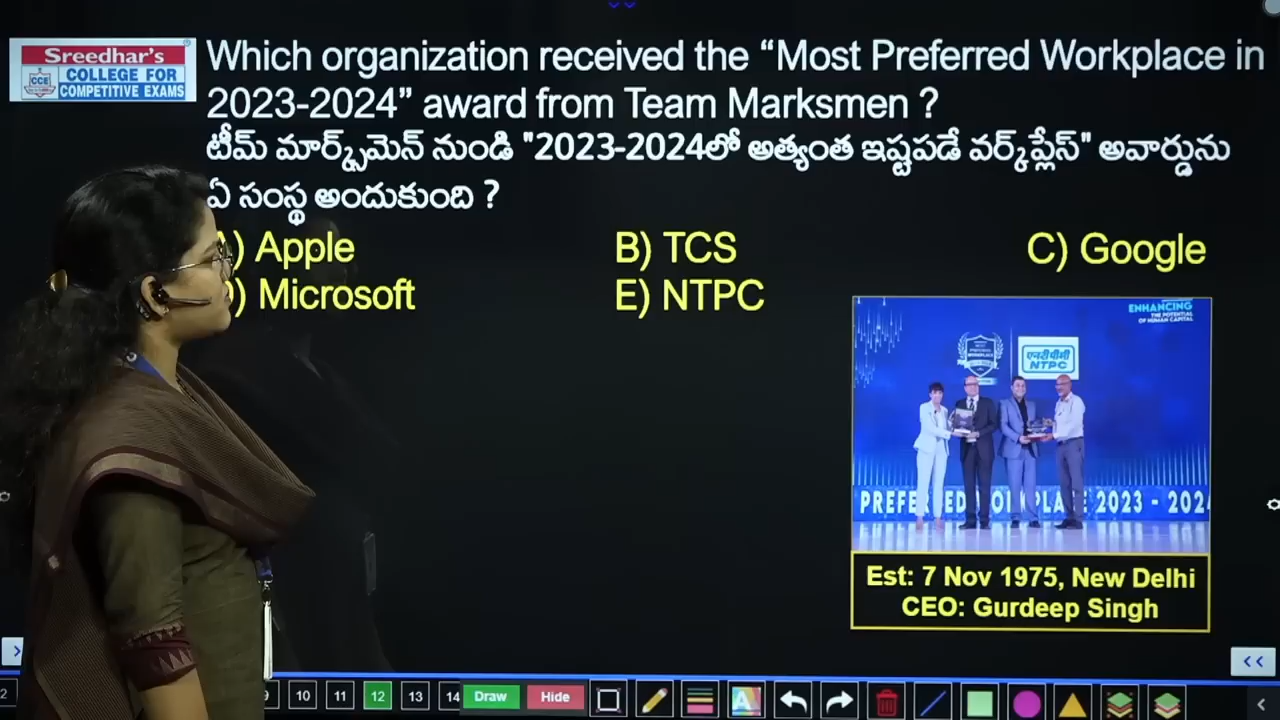 Sreedhar's
CCE
COLLEGE FOR
COMPETITIVE EXAMS
Which organization received the “Most Preferred Workplace in
2023-2024” award from Team Marksmen ?
టీమ్ మార్క్స్‌మెన్ నుండి "2023-2024లో అత్యంత ఇష్టపడే వర్క్‌ప్లేస్" అవార్డును
ఏ సంస్థ అందుకుంది ?
) Apple
B) TCS
C) Google
) Microsoft
E) NTPC
ENHANCING
THE POTENTIAL
OF HUMAN CAPITAL
WORKPLACE
एनटीपीसी
NTPC
PREFERRED WORKPLACE 2023 - 2024
Est: 7 Nov 1975, New Delhi
CEO: Gurdeep Singh
2
9
10
11
12
13
14
Draw
Hide
A